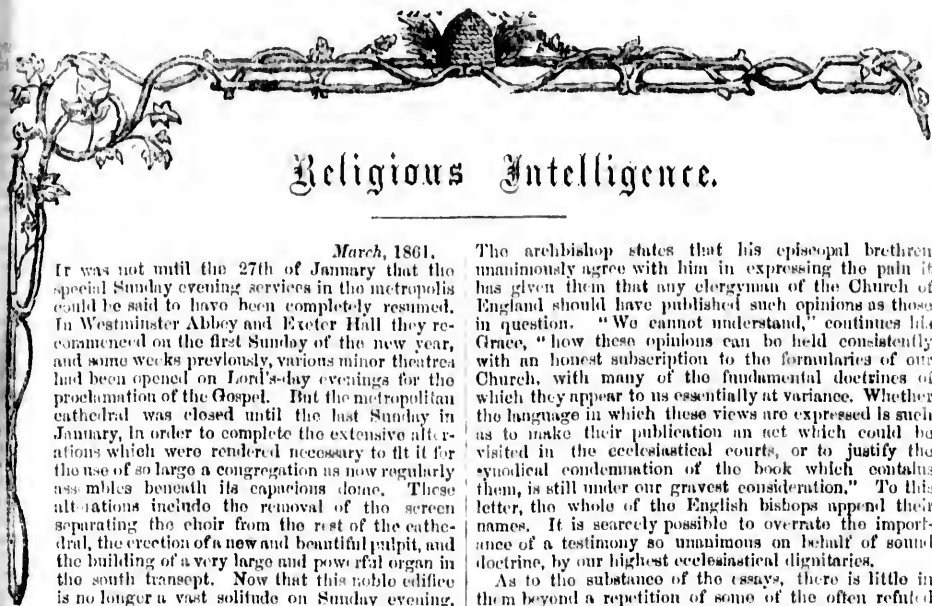 Religious Intelligence.
March, 1861.
It was not until the 27th of January that the
special Sunday evening services in the metropolis
could be said to have been completely resumed.
In Westminster Abbey and Exeter Hall they re-
commenced on the first Sunday of the new year,
and some weeks previously, various minor theatres
had been opened on Lord's-day evenings for the
proclamation of the Gospel. But the metropolitan
cathedral was closed until the last Sunday in
January, in order to complete the extensive alter-
ations which were rendered necessary to fit it for
the use of so large a congregation as now regularly
assembles beneath its capacious dome. These
alterations include the removal of the screen
separating the choir from the rest of the cathe-
dral, the erection of a new and beautiful pulpit, and
the building of a very large and powerful organ in
the south transept. Now that this noble edifice
is no longer a vast solitude on Sunday evening,
The archbishop states that his episcopal brethren
unanimously agree with him in expressing the pain it
has given them that any clergyman of the Church of
England should have published such opinions as those
in question. "We cannot understand," continues his
Grace, "how these opinions can be held consistently
with an honest subscription to the formularies of our
Church, with many of the fundamental doctrines of
which they appear to us essentially at variance. Whether
the language in which these views are expressed is such
as to make their publication an act which could be
visited in the ecclesiastical courts, or to justify the
synodical condemnation of the book which contains
them, is still under our gravest consideration." To this
letter, the whole of the English bishops append their
names. It is scarcely possible to overrate the import-
ance of a testimony so unanimous on behalf of sound
doctrine, by our highest ecclesiastical dignitaries.
As to the substance of the essays, there is little in
them beyond a repetition of some of the often refuted